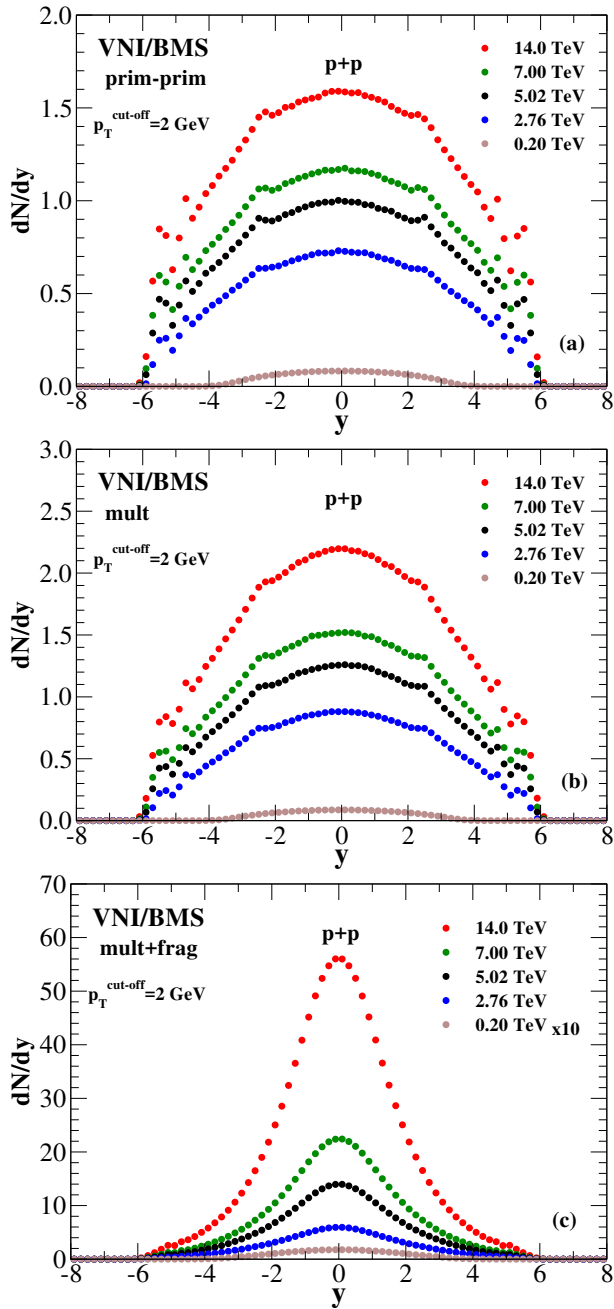 VNI/BMS
prim-prim
p_T^cut-off=2 GeV
p+p
14.0 TeV
7.00 TeV
5.02 TeV
2.76 TeV
0.20 TeV
(a)
dN/dy
2.0
1.5
1.0
0.5
0.0
-8 -6 -4 -2 0 2 4 6 8
y
VNI/BMS
mult
p_T^cut-off=2 GeV
p+p
14.0 TeV
7.00 TeV
5.02 TeV
2.76 TeV
0.20 TeV
(b)
dN/dy
3.0
2.5
2.0
1.5
1.0
0.5
0.0
-8 -6 -4 -2 0 2 4 6 8
y
VNI/BMS
mult+frag
p_T^cut-off=2 GeV
p+p
14.0 TeV
7.00 TeV
5.02 TeV
2.76 TeV
0.20 TeV x10
(c)
dN/dy
70
60
50
40
30
20
10
0
-8 -6 -4 -2 0 2 4 6 8
y